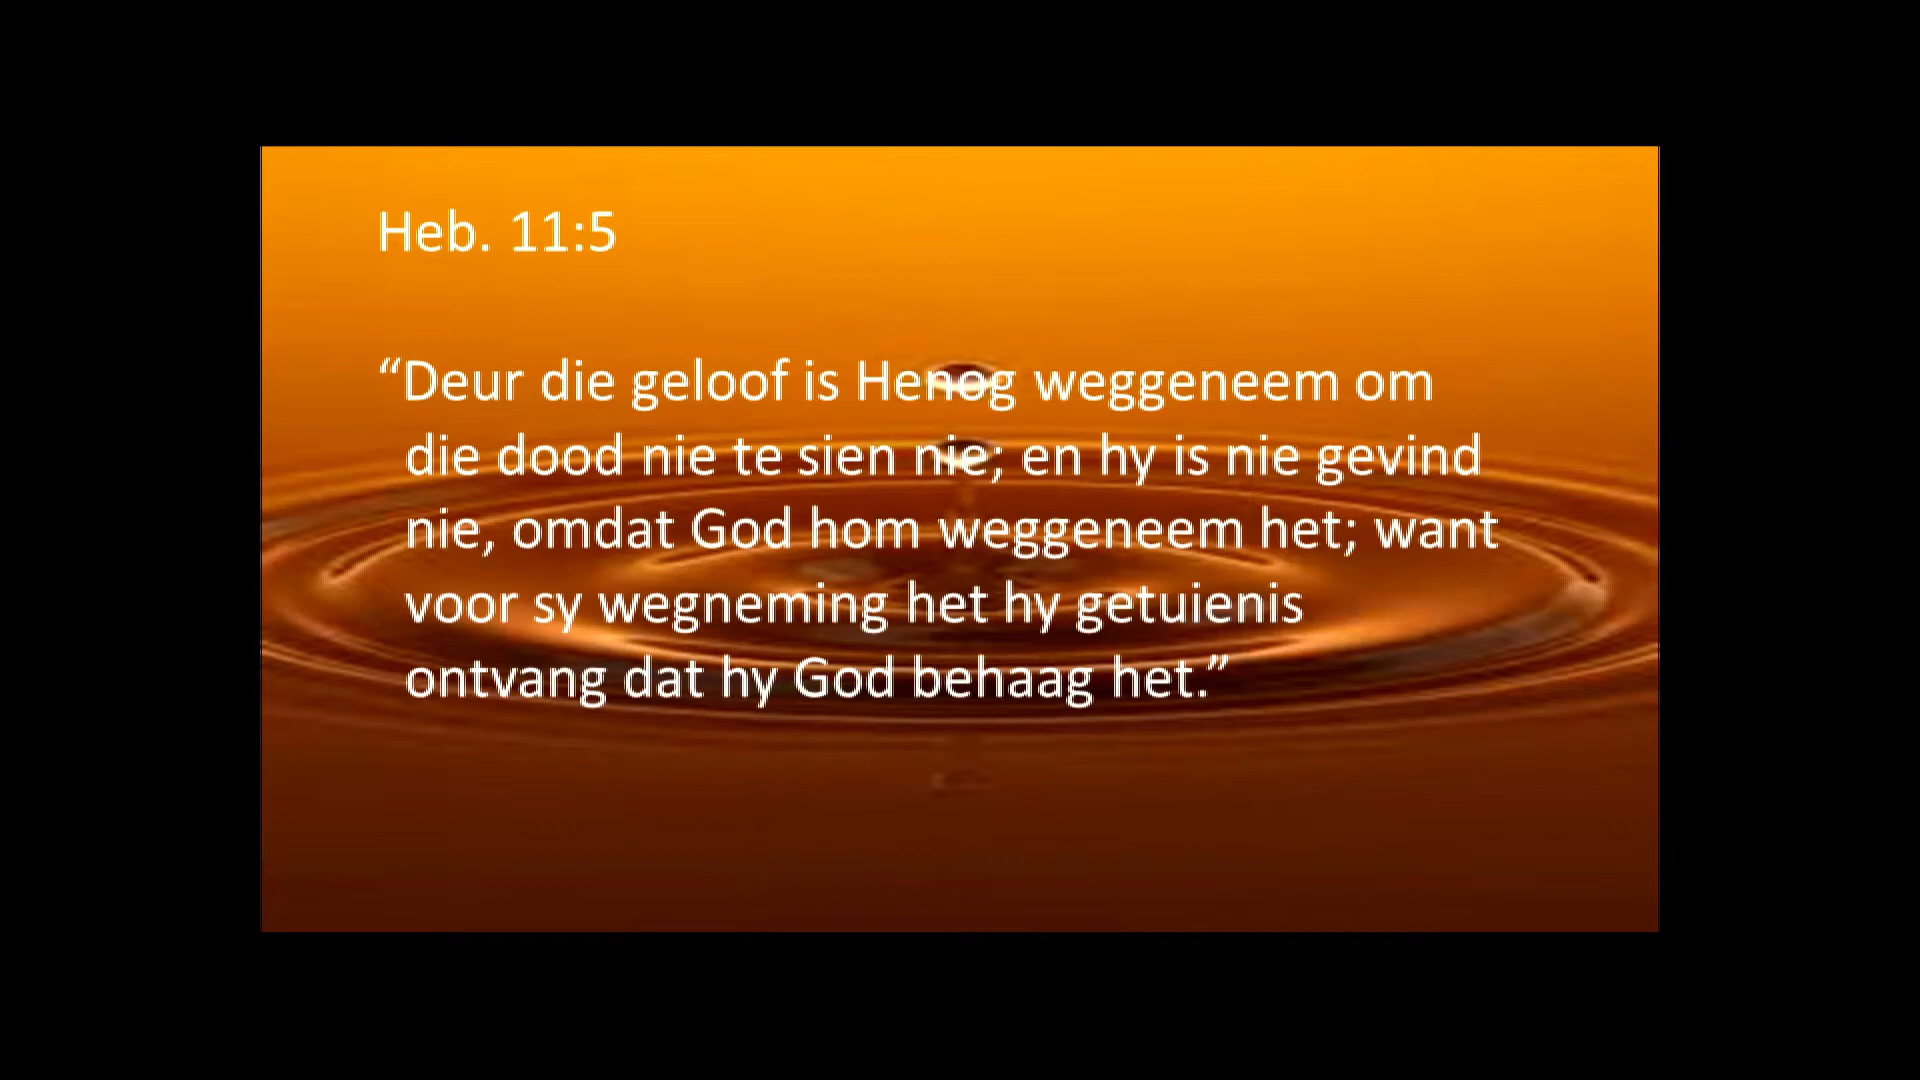 Heb. 11:5
“Deur die geloof is Henog weggeneem om
die dood nie te sien nie; en hy is nie gevind
nie, omdat God hom weggeneem het; want
voor sy wegneming het hy getuienis
ontvang dat hy God behaag het.”